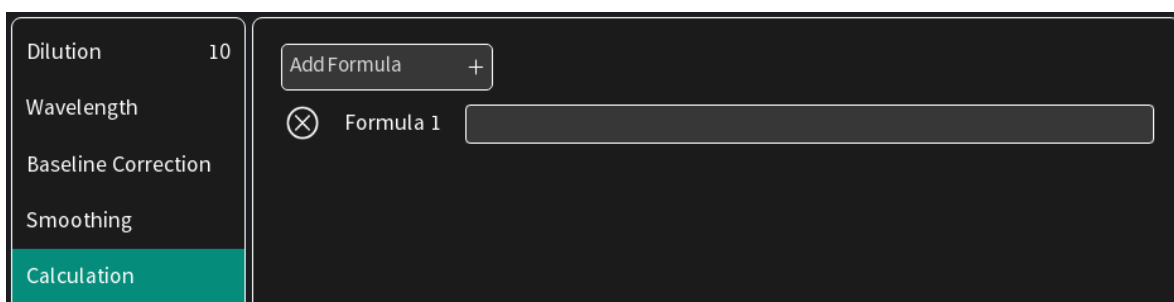 Dilution 10
Wavelength
Baseline Correction
Smoothing
Calculation
Add Formula +
Formula 1